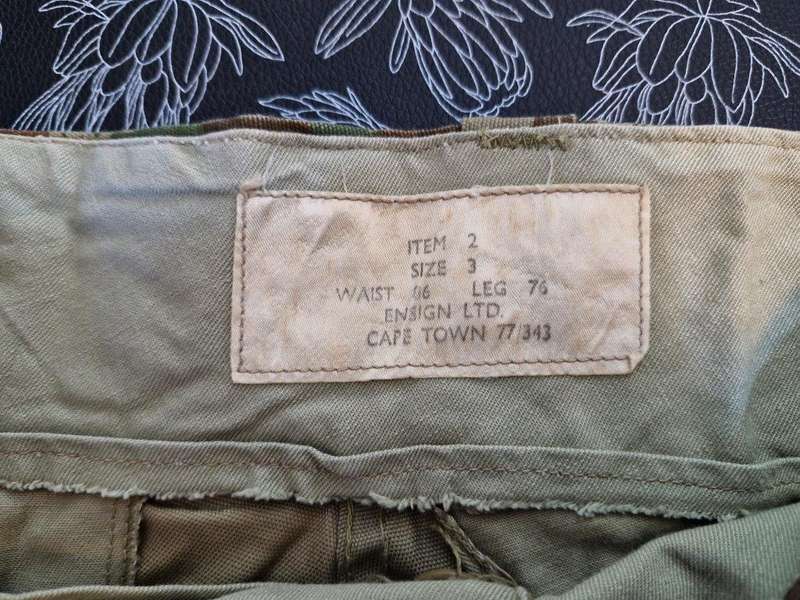 ITEM 2
SIZE 3
WAIST 86 LEG 76
ENSIGN LTD.
CAPE TOWN 77/343